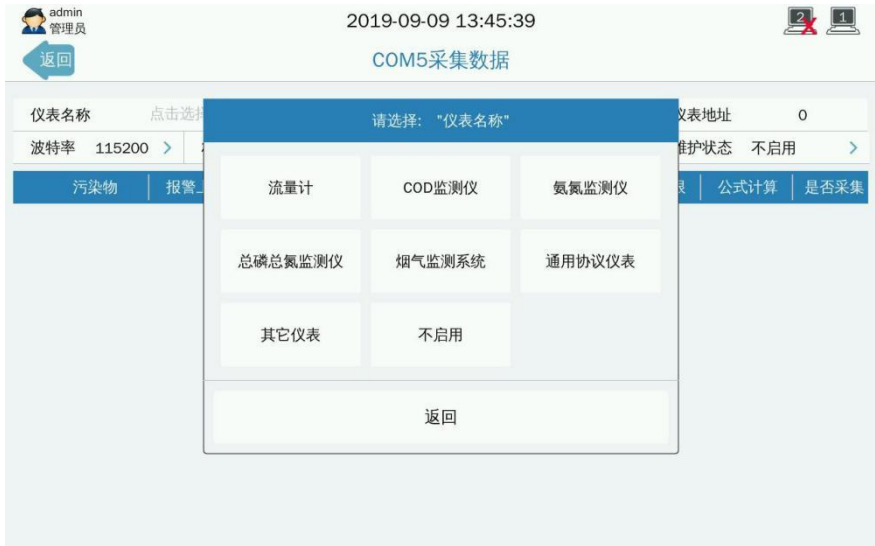 admin
管理员
2019-09-09 13:45:39
2 1
返回
COM5采集数据
仪表名称 点击选 仪表地址 0
波特率 115200 > 维护状态 不启用 >
污染物 报警 公式计算 是否采集
请选择: "仪表名称"
流量计 COD监测仪 氨氮监测仪
总磷总氮监测仪 烟气监测系统 通用协议仪表
其它仪表 不启用
返回